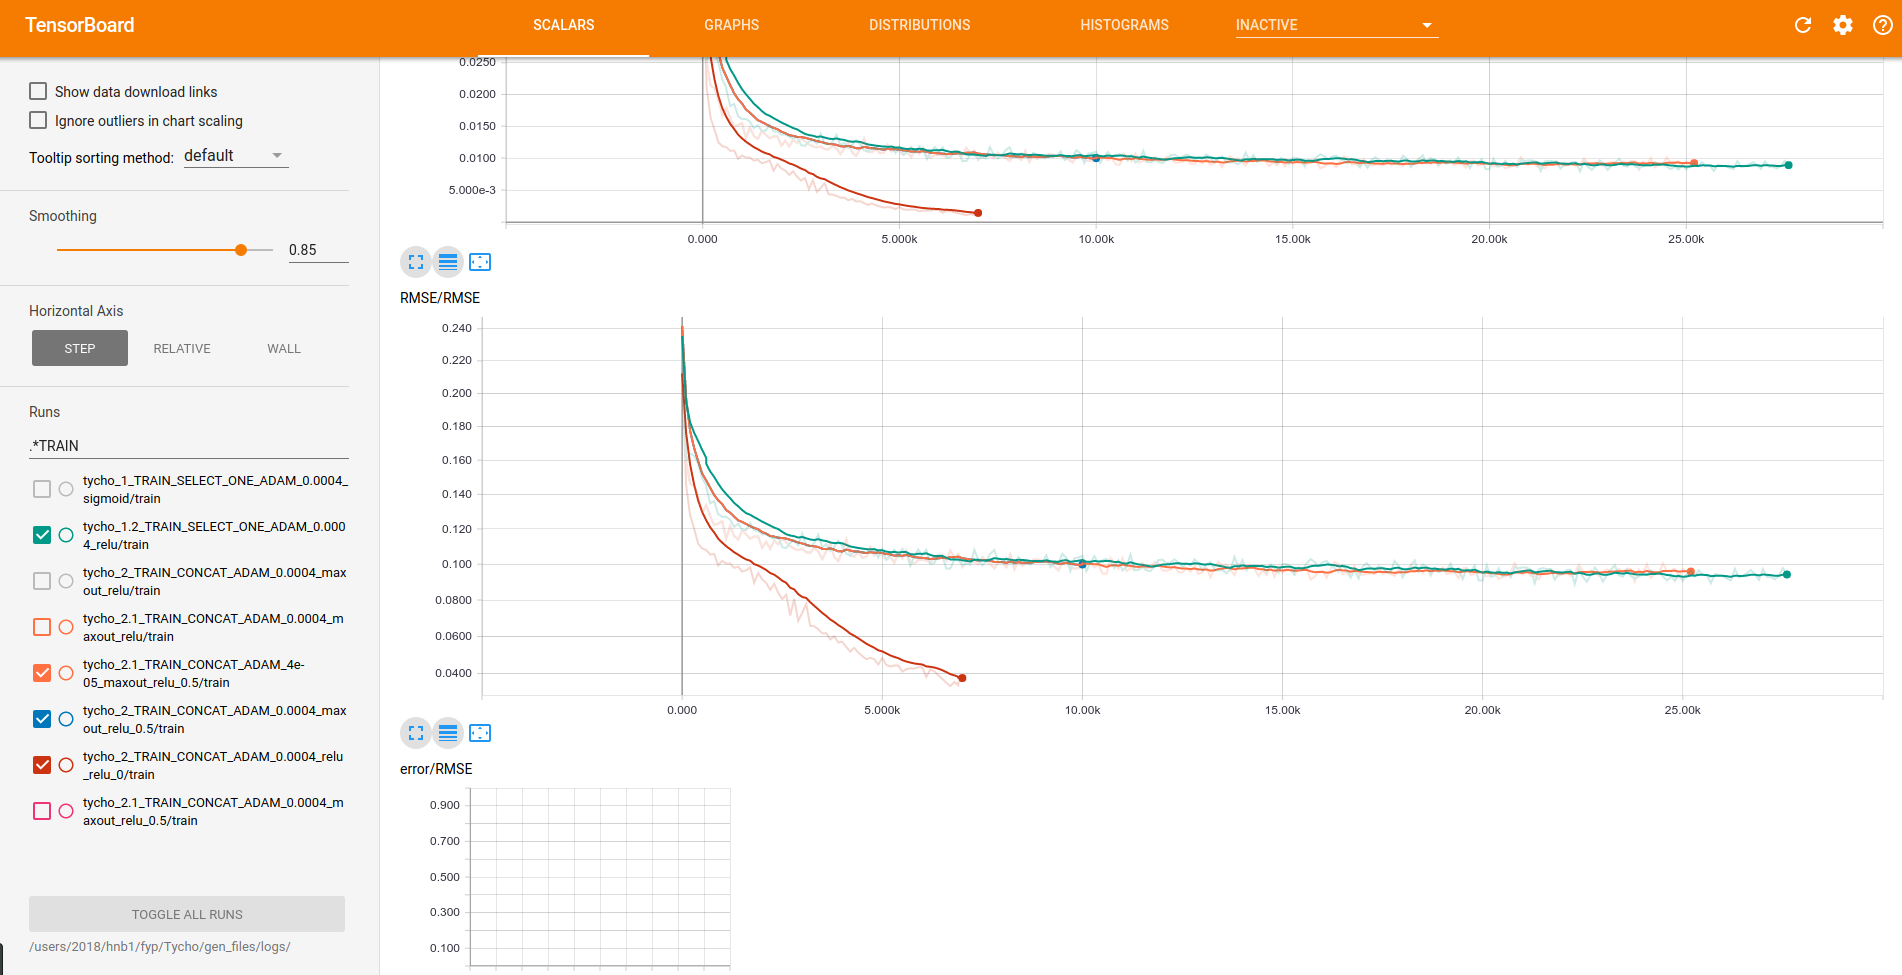 TensorBoard
SCALARS
GRAPHS
DISTRIBUTIONS
HISTOGRAMS
INACTIVE
Show data download links
Ignore outliers in chart scaling
Tooltip sorting method: default
Smoothing
0.85
Horizontal Axis
STEP
RELATIVE
WALL
Runs
.*TRAIN
tycho_1_TRAIN_SELECT_ONE_ADAM_0.0004_
sigmoid/train
tycho_1.2_TRAIN_SELECT_ONE_ADAM_0.000
4_relu/train
tycho_2_TRAIN_CONCAT_ADAM_0.0004_max
out_relu/train
tycho_2.1_TRAIN_CONCAT_ADAM_0.0004_m
axout_relu/train
tycho_2.1_TRAIN_CONCAT_ADAM_4e-
05_maxout_relu_0.5/train
tycho_2_TRAIN_CONCAT_ADAM_0.0004_max
out_relu_0.5/train
tycho_2_TRAIN_CONCAT_ADAM_0.0004_relu
_relu_0/train
tycho_2.1_TRAIN_CONCAT_ADAM_0.0004_m
axout_relu_0.5/train
TOGGLE ALL RUNS
/users/2018/hnb1/fyp/Tycho/gen_files/logs/
0.0250
0.0200
0.0150
0.0100
5.000e-3
0.000 5.000k 10.00k 15.00k 20.00k 25.00k
RMSE/RMSE
0.240
0.220
0.200
0.180
0.160
0.140
0.120
0.100
0.0800
0.0600
0.0400
0.000 5.000k 10.00k 15.00k 20.00k 25.00k
error/RMSE
0.900
0.700
0.500
0.300
0.100